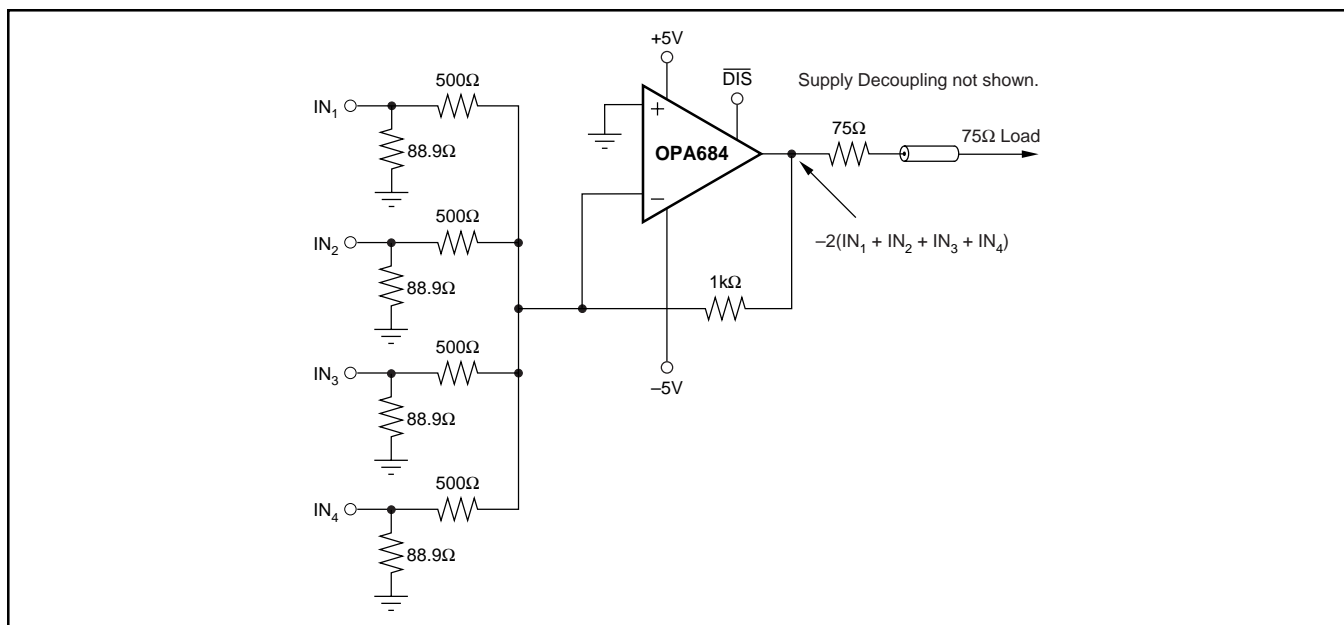 +5V
500Ω
DIS
Supply Decoupling not shown.
IN1
+
75Ω
75Ω Load
88.9Ω
OPA684
–
500Ω
IN2
–2(IN1 + IN2 + IN3 + IN4)
88.9Ω
1kΩ
500Ω
IN3
–5V
88.9Ω
500Ω
IN4
88.9Ω